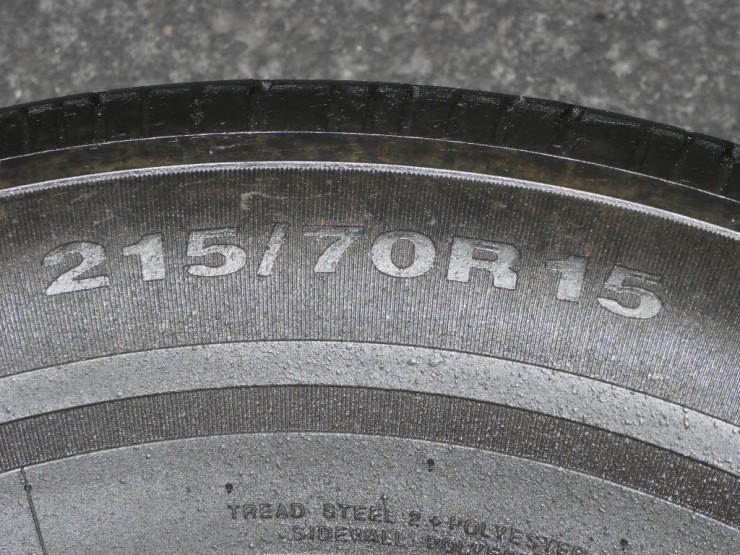 215/70R15
TREAD STEEL 2 + POLYESTER
SIDEWALL